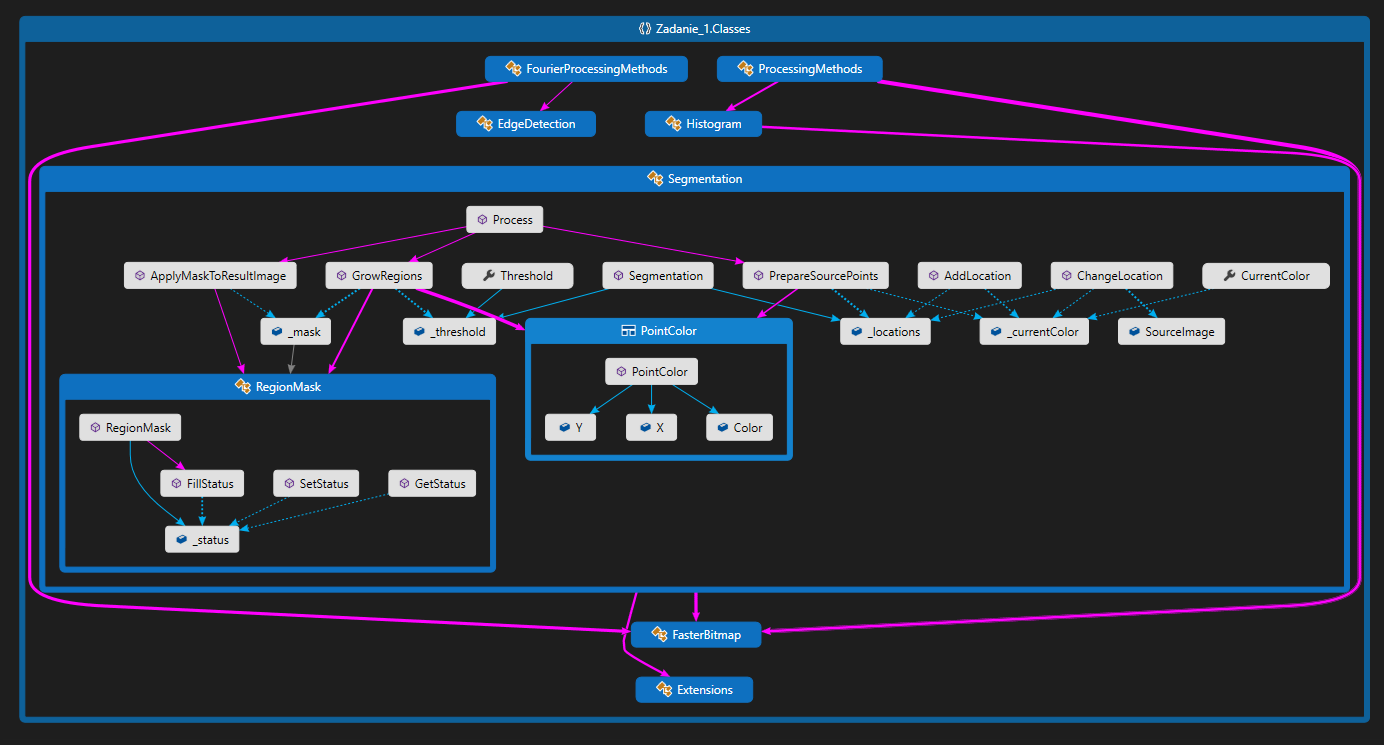 Zadanie_1.Classes
FourierProcessingMethods
ProcessingMethods
EdgeDetection
Histogram
Segmentation
Process
ApplyMaskToResultImage
GrowRegions
Threshold
Segmentation
PrepareSourcePoints
AddLocation
ChangeLocation
CurrentColor
_mask
_threshold
PointColor
_locations
_currentColor
SourceImage
PointColor
Y
X
Color
RegionMask
RegionMask
FillStatus
SetStatus
GetStatus
_status
FasterBitmap
Extensions